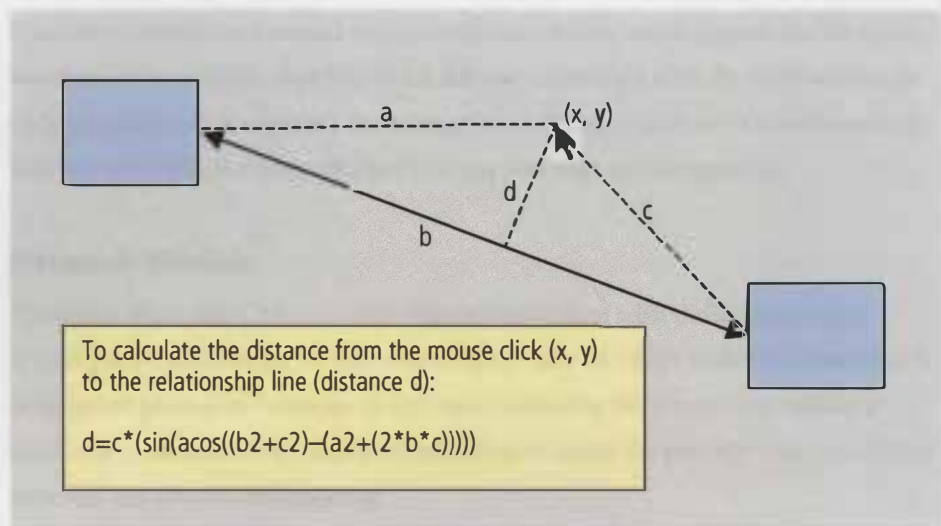 a
(x, y)
d
c
b
To calculate the distance from the mouse click (x, y)
to the relationship line (distance d):
d=c*(sin(acos((b2+c2)–(a2+(2*b*c)))))